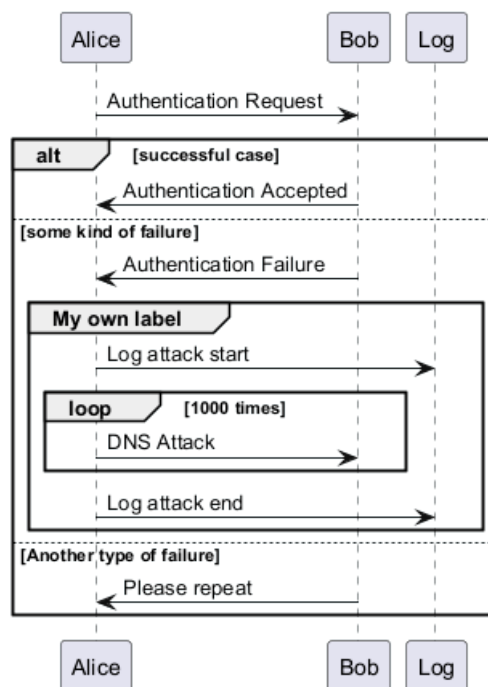 Alice Bob Log
Authentication Request
alt [successful case]
Authentication Accepted
[some kind of failure]
Authentication Failure
My own label
Log attack start
loop [1000 times]
DNS Attack
Log attack end
[Another type of failure]
Please repeat
Alice Bob Log